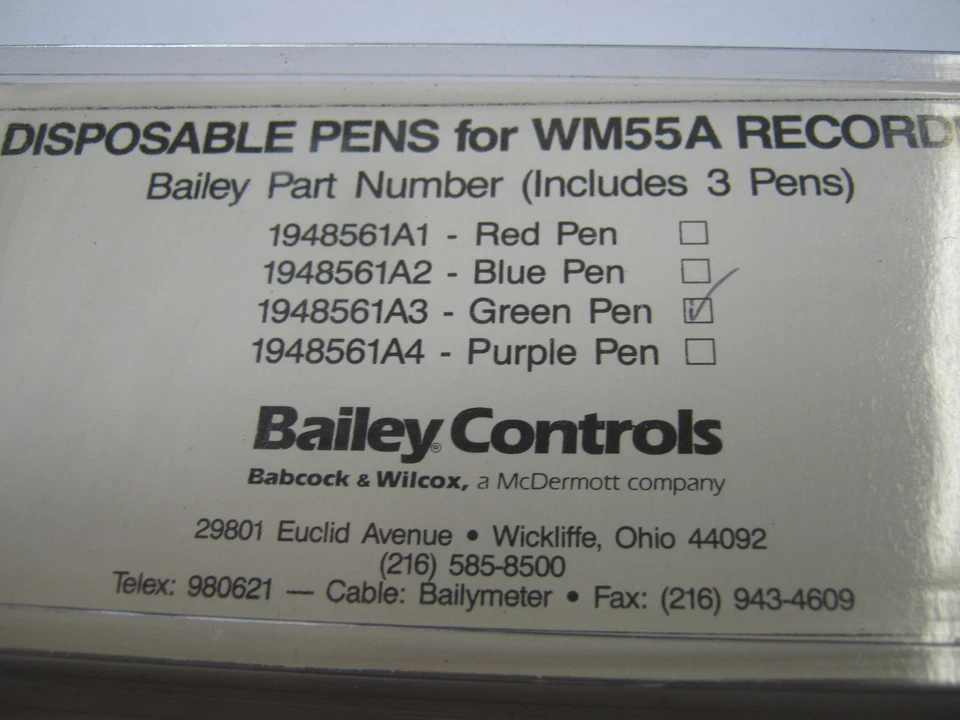 DISPOSABLE PENS for WM55A RECORD
Bailey Part Number (Includes 3 Pens)
1948561A1 - Red Pen ☐
1948561A2 - Blue Pen ☐
1948561A3 - Green Pen ☑
1948561A4 - Purple Pen ☐
Bailey® Controls
Babcock & Wilcox, a McDermott company
29801 Euclid Avenue • Wickliffe, Ohio 44092
(216) 585-8500
Telex: 980621 — Cable: Bailymeter • Fax: (216) 943-4609